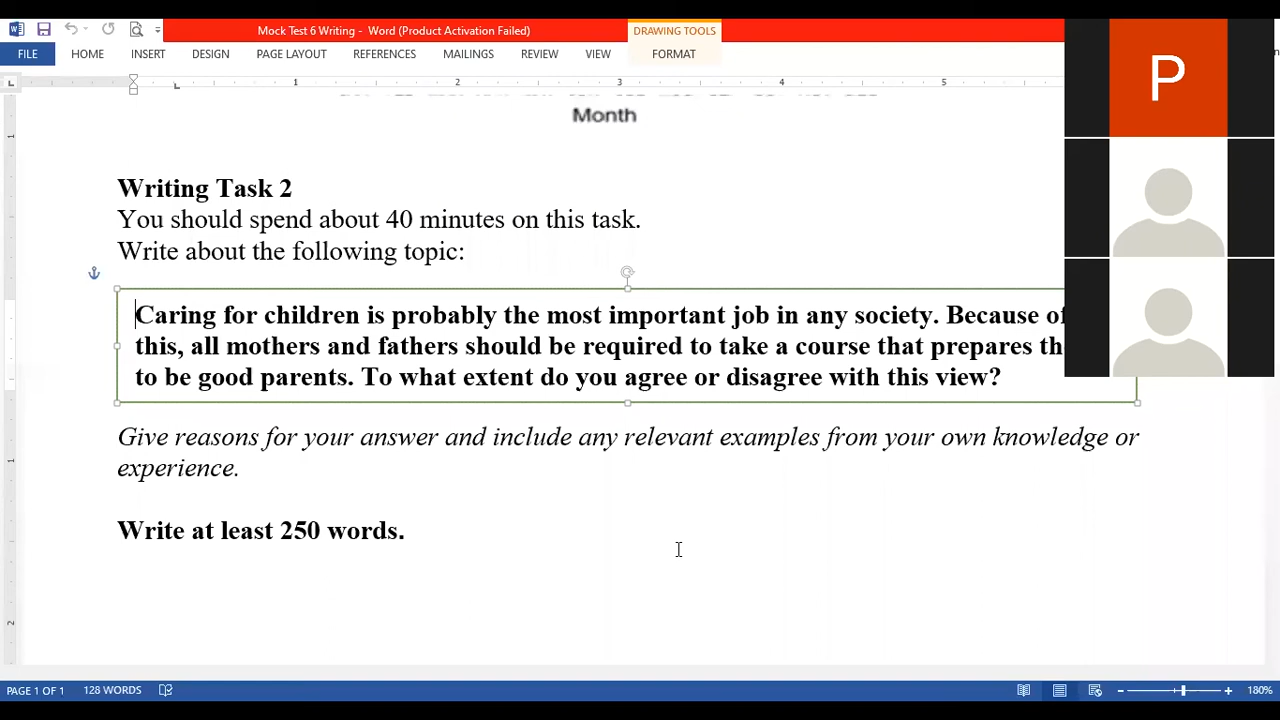 Mock Test 6 Writing - Word (Product Activation Failed)
DRAWING TOOLS
FILE HOME INSERT DESIGN PAGE LAYOUT REFERENCES MAILINGS REVIEW VIEW FORMAT
1 2 3 4 5
Month
P
Writing Task 2
You should spend about 40 minutes on this task.
Write about the following topic:
Caring for children is probably the most important job in any society. Because of
this, all mothers and fathers should be required to take a course that prepares th
to be good parents. To what extent do you agree or disagree with this view?
Give reasons for your answer and include any relevant examples from your own knowledge or
experience.
Write at least 250 words.
PAGE 1 OF 1 128 WORDS 180%